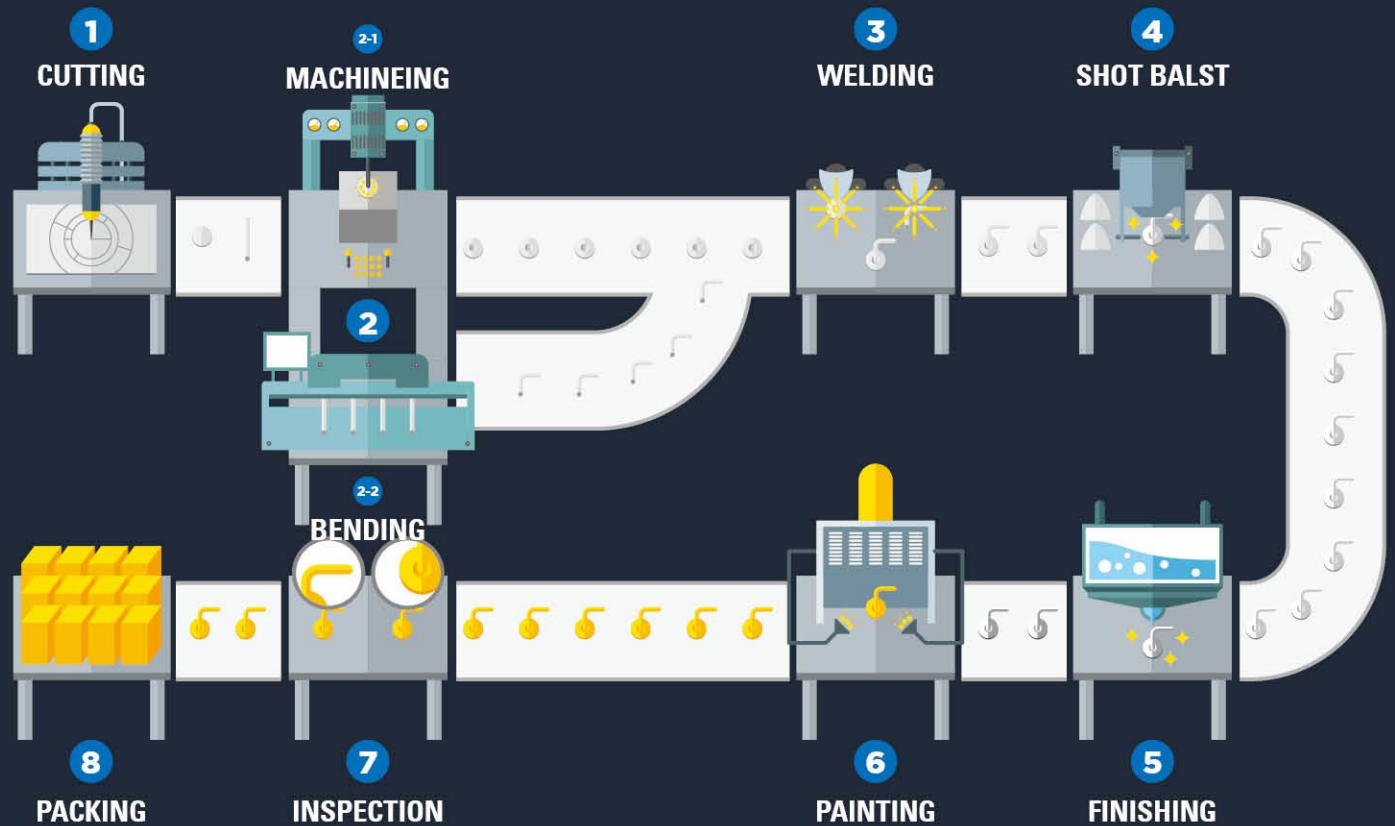 1
CUTTING
2-1
MACHINEING
3
WELDING
4
SHOT BALST
2
2-2
BENDING
8
PACKING
7
INSPECTION
6
PAINTING
5
FINISHING